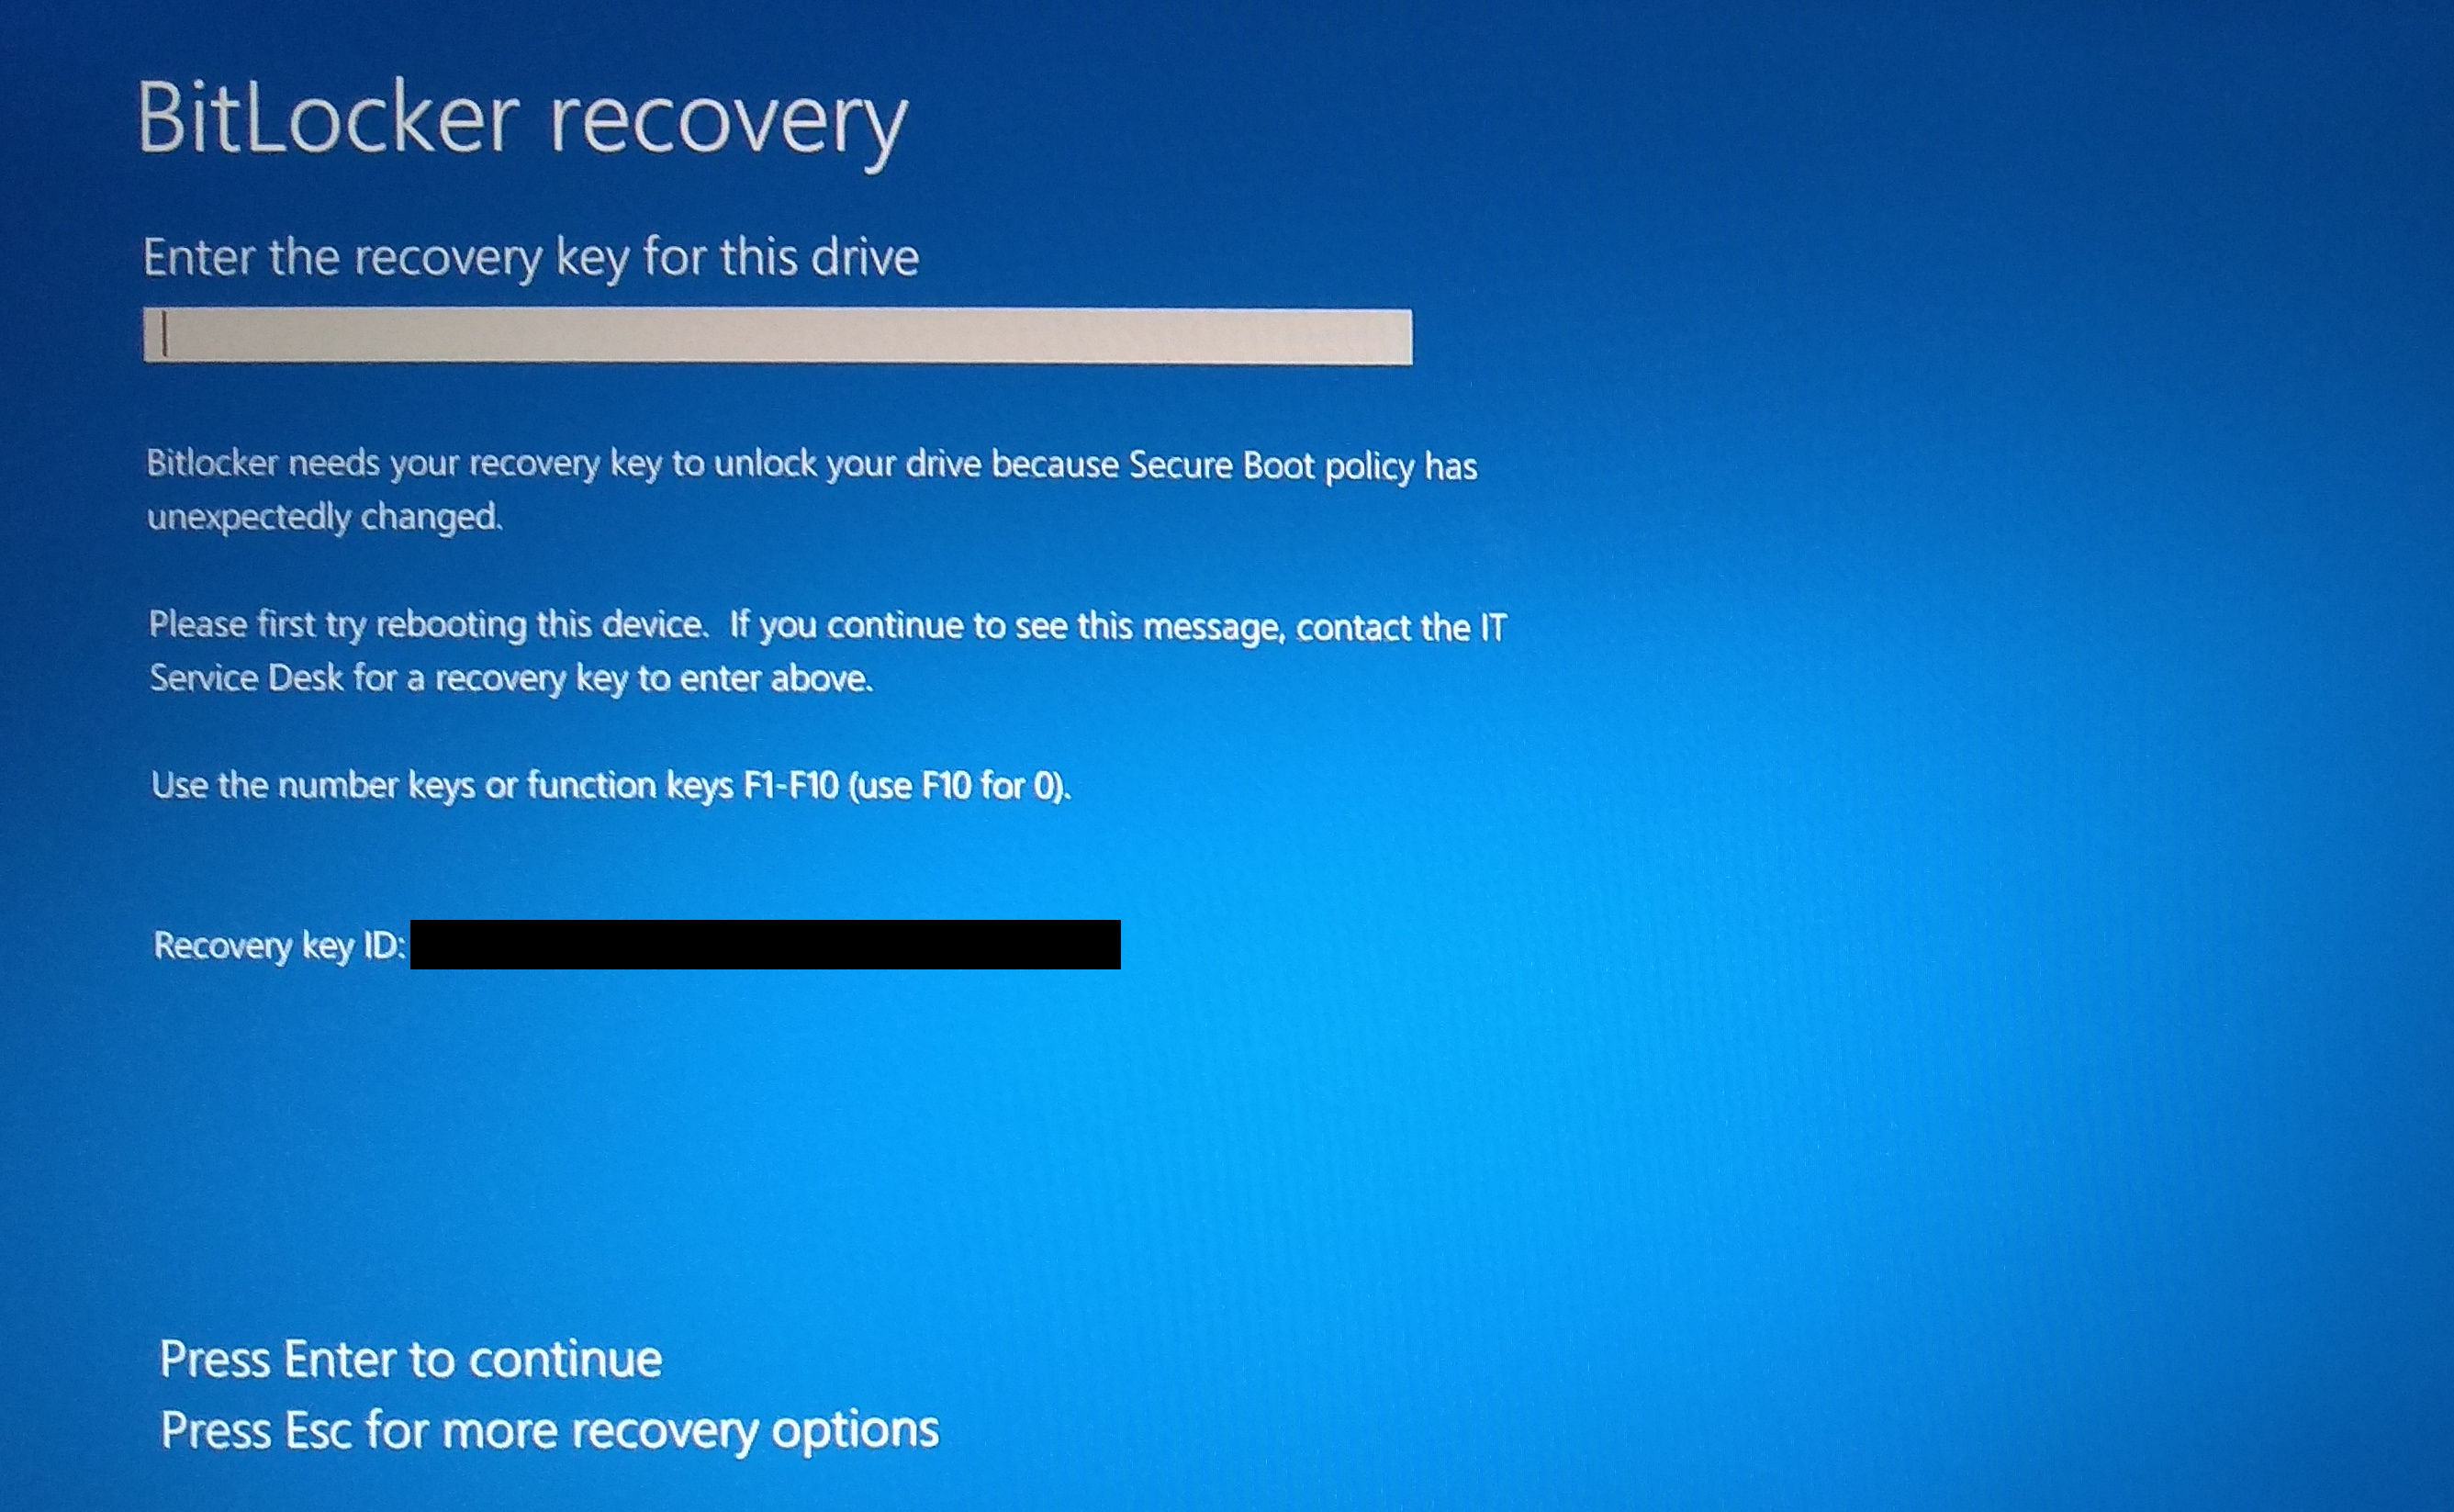 BitLocker recovery
Enter the recovery key for this drive
Bitlocker needs your recovery key to unlock your drive because Secure Boot policy has
unexpectedly changed.
Please first try rebooting this device.  If you continue to see this message, contact the IT
Service Desk for a recovery key to enter above.
Use the number keys or function keys F1-F10 (use F10 for 0).
Recovery key ID:
Press Enter to continue
Press Esc for more recovery options